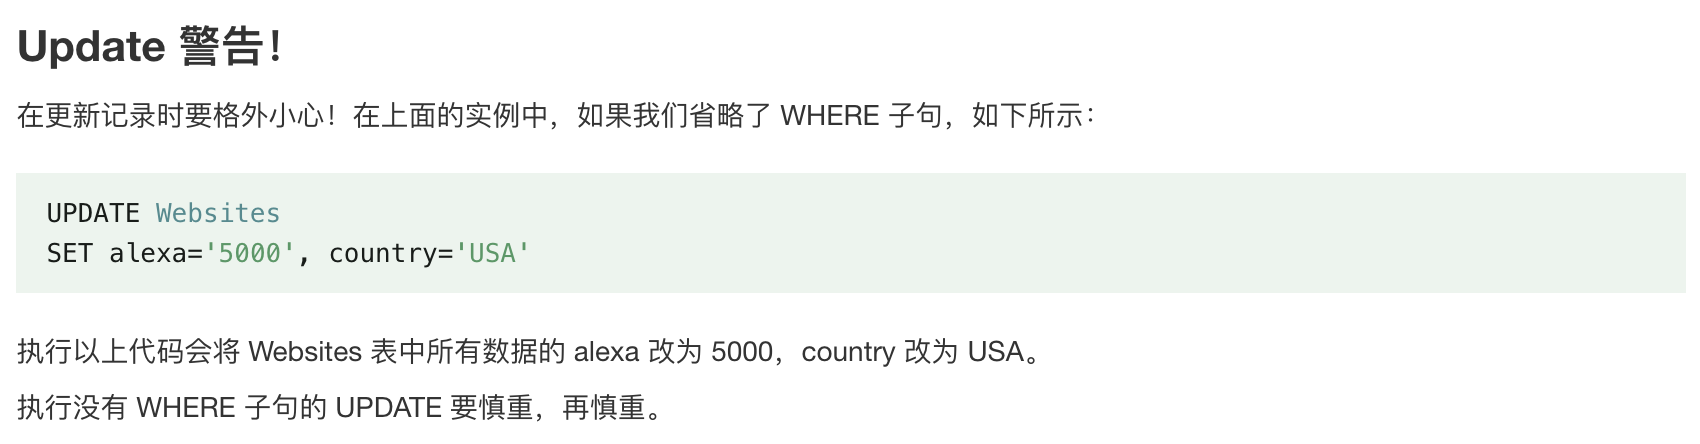 Update 警告！
在更新记录时要格外小心！在上面的实例中，如果我们省略了 WHERE 子句，如下所示：
UPDATE Websites
SET alexa='5000', country='USA'
执行以上代码会将 Websites 表中所有数据的 alexa 改为 5000，country 改为 USA。
执行没有 WHERE 子句的 UPDATE 要慎重，再慎重。